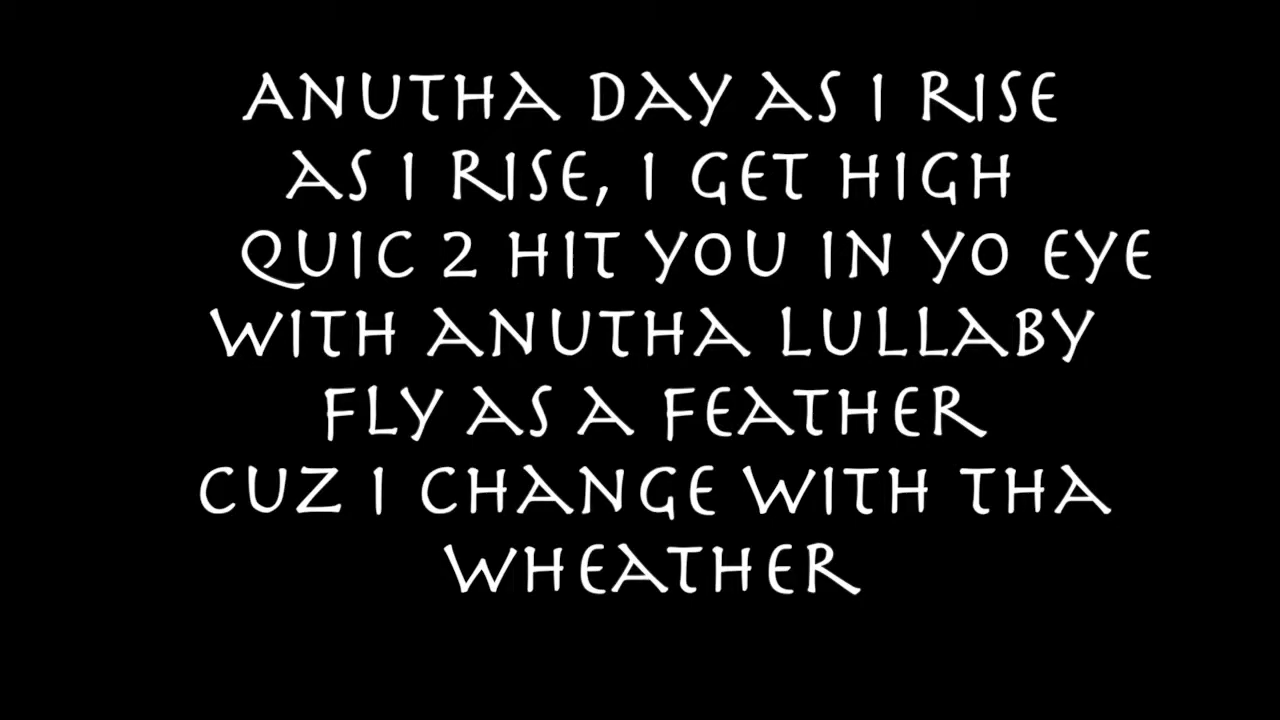 ANUTHA DAY AS I RISE
AS I RISE, I GET HIGH
QUIC 2 HIT YOU IN YO EYE
WITH ANUTHA LULLABY
FLY AS A FEATHER
CUZ I CHANGE WITH THA
WHEATHER